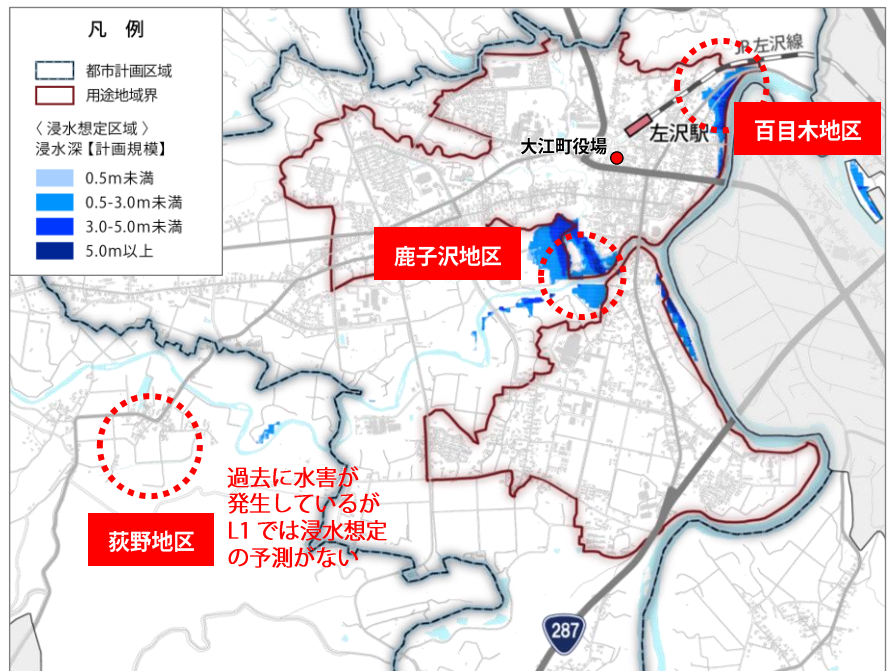 凡 例
都市計画区域
用途地域界
〈 浸水想定区域 〉
浸水深【計画規模】
0.5m未満
0.5-3.0m未満
3.0-5.0m未満
5.0m以上
JR左沢線
左沢駅
百目木地区
大江町役場
鹿子沢地区
荻野地区
過去に水害が
発生しているが
L1では浸水想定
の予測がない
287